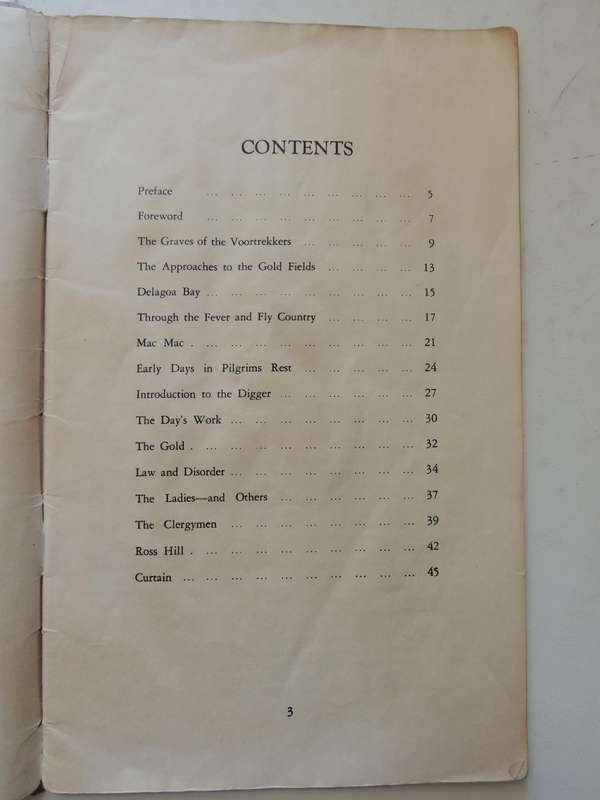 CONTENTS
Preface ... ... ... ... ... ... ... ... ... 5
Foreword ... ... ... ... ... ... ... ... ... 7
The Graves of the Voortrekkers ... ... ... ... ... 9
The Approaches to the Gold Fields ... ... ... ... 13
Delagoa Bay ... ... ... ... ... ... ... ... ... 15
Through the Fever and Fly Country ... ... ... ... 17
Mac Mac . ... ... ... ... ... ... ... ... ... 21
Early Days in Pilgrims Rest ... ... ... ... ... 24
Introduction to the Digger ... ... ... ... ... ... 27
The Day's Work ... ... ... ... ... ... ... ... 30
The Gold . ... ... ... ... ... ... ... ... ... 32
Law and Disorder ... ... ... ... ... ... ... ... 34
The Ladies—and Others ... ... ... ... ... ... 37
The Clergymen ... ... ... ... ... ... ... ... 39
Ross Hill . ... ... ... ... ... ... ... ... ... 42
Curtain ... ... ... ... ... ... ... ... ... ... 45
3